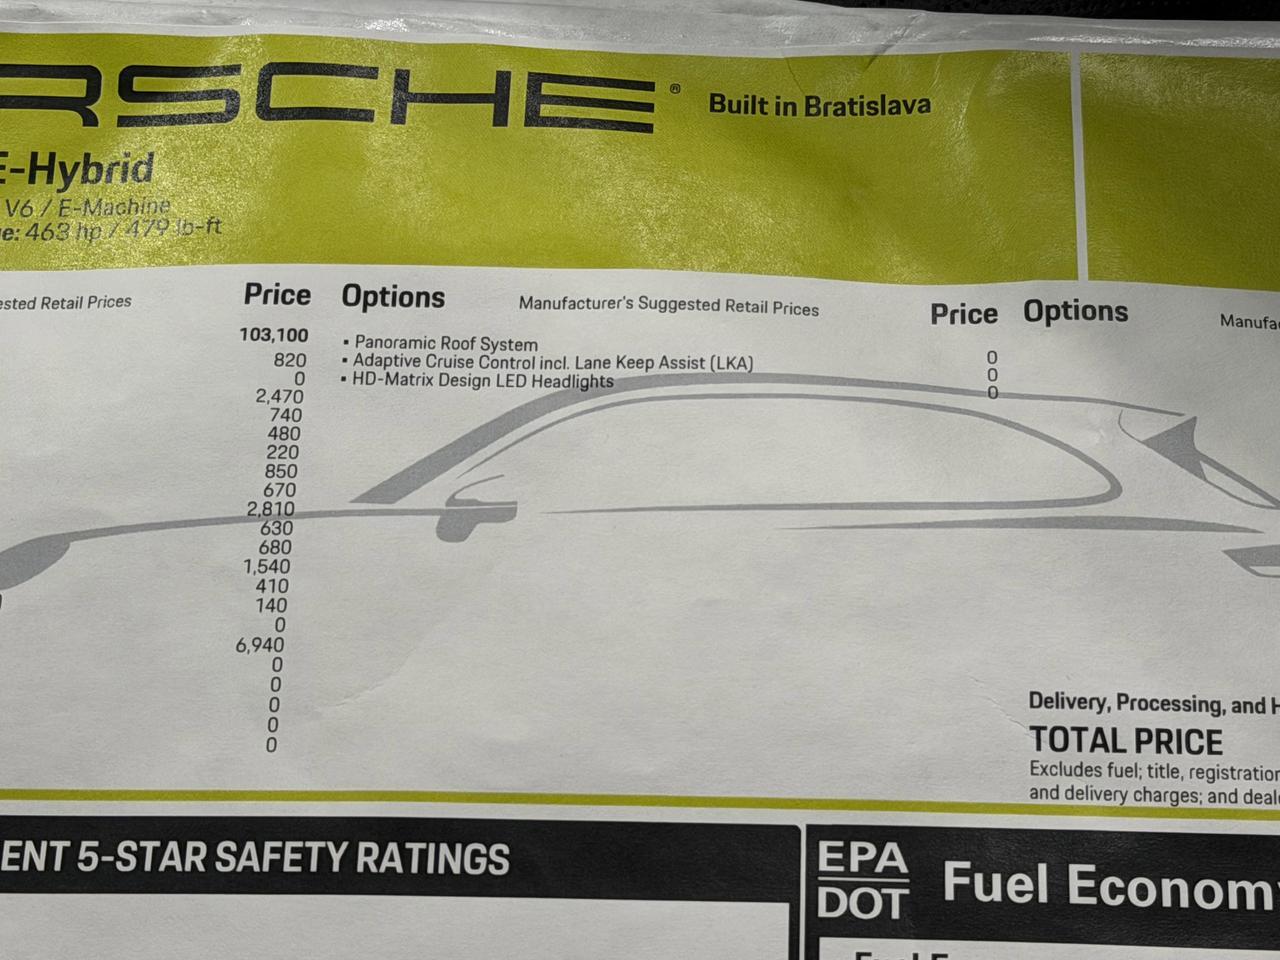 RSCHE® Built in Bratislava
E-Hybrid
V6 / E-Machine
e: 463 hp / 479 lb-ft
ested Retail Prices Price Options Manufacturer's Suggested Retail Prices Price Options Manufac
103,100
820
0
2,470
740
480
220
850
670
2,810
630
680
1,540
410
140
0
6,940
0
0
0
0
0
▪ Panoramic Roof System 0
▪ Adaptive Cruise Control incl. Lane Keep Assist (LKA) 0
▪ HD-Matrix Design LED Headlights 0
Delivery, Processing, and H
TOTAL PRICE
Excludes fuel; title, registration
and delivery charges; and deale
ENT 5-STAR SAFETY RATINGS
EPA
DOT
Fuel Economy